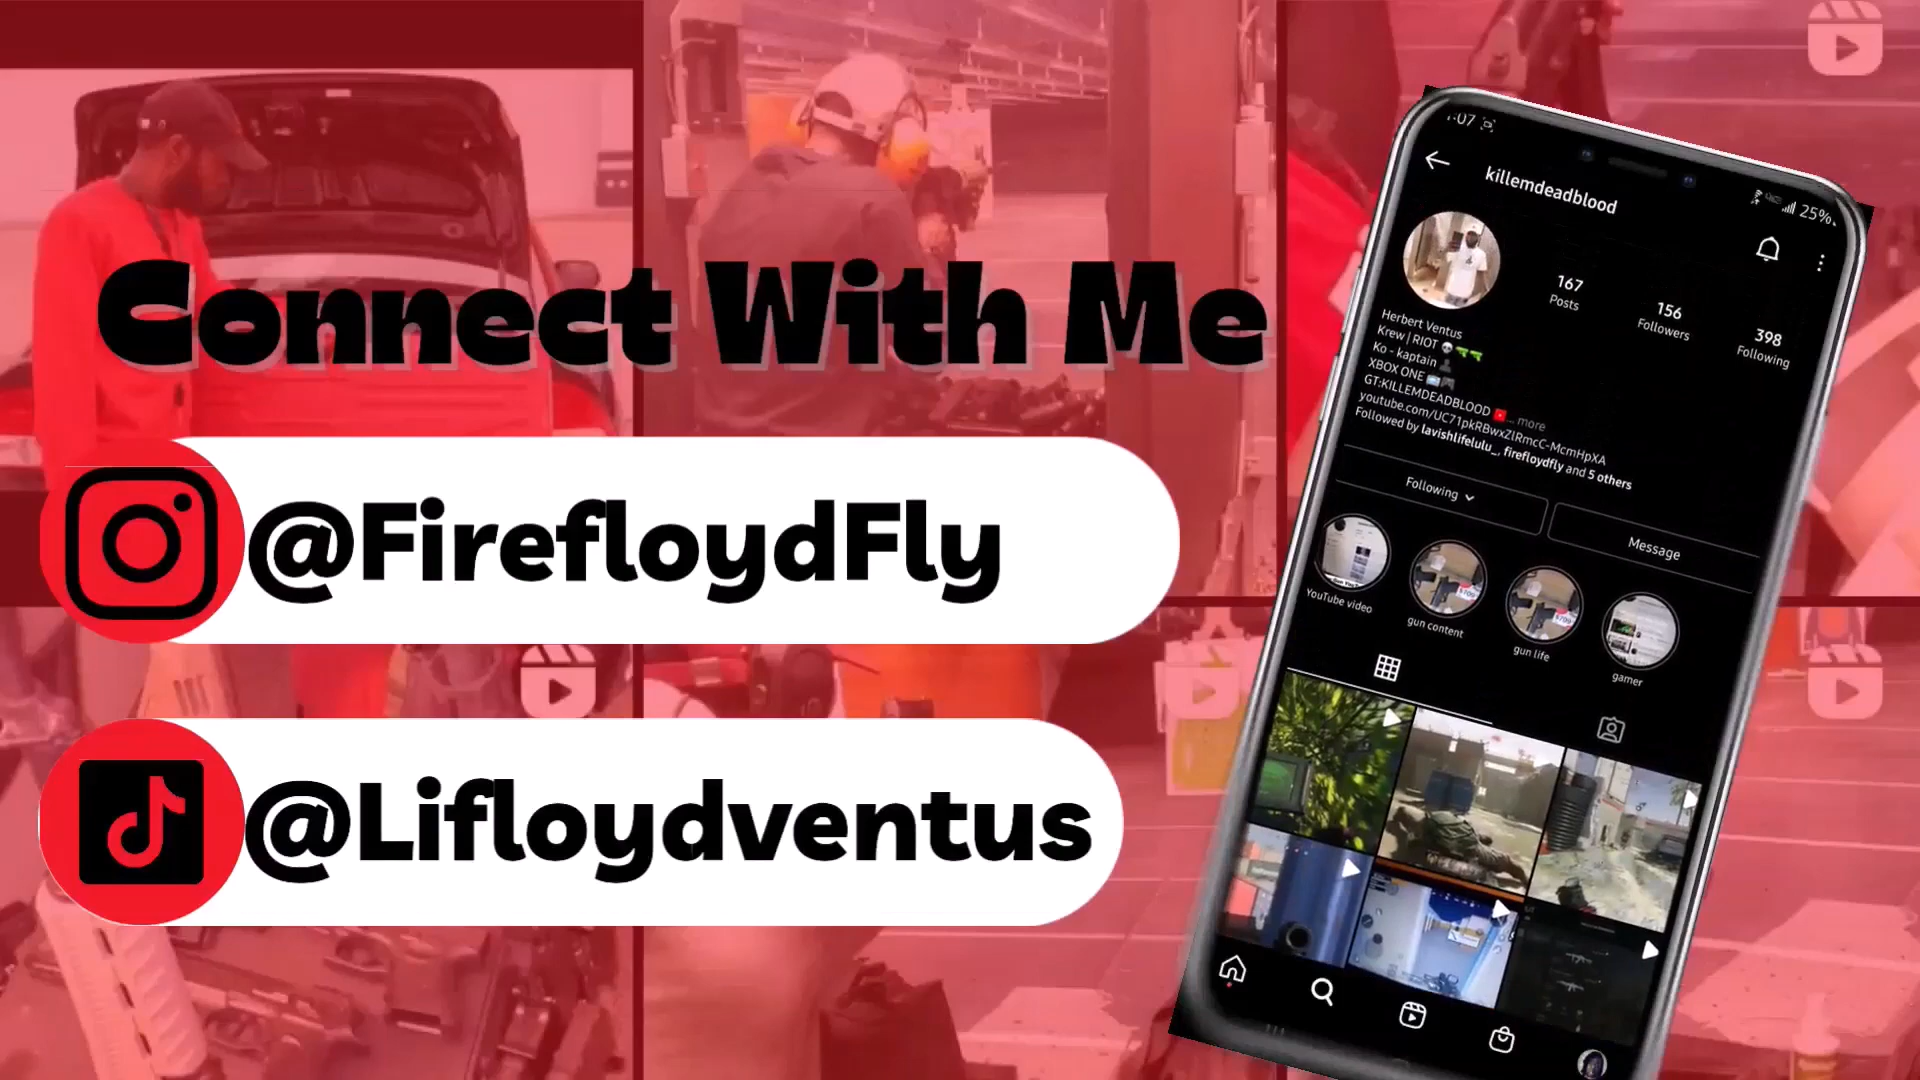 Connect With Me
@FirefloydFly
@Lifloydventus
killemdeadblood
25%
167
Posts
156
Followers
398
Following
Herbert Ventus
Krew | RIOT
Ko - kaptain
XBOX ONE
GT:KILLEMDEADBLOOD ... more
youtube.com/UC71pkRBwxZlRmcC-McmHpXA
Followed by lavishlifelulu_, firefloydfly and 5 others
Following
Message
YouTube video
gun content
gun life
gamer